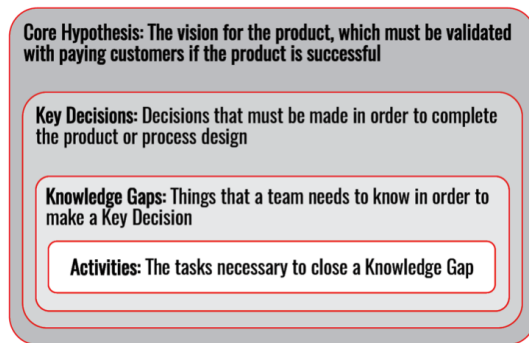 Core Hypothesis: The vision for the product, which must be validated
with paying customers if the product is successful
Key Decisions: Decisions that must be made in order to complete
the product or process design
Knowledge Gaps: Things that a team needs to know in order to
make a Key Decision
Activities: The tasks necessary to close a Knowledge Gap